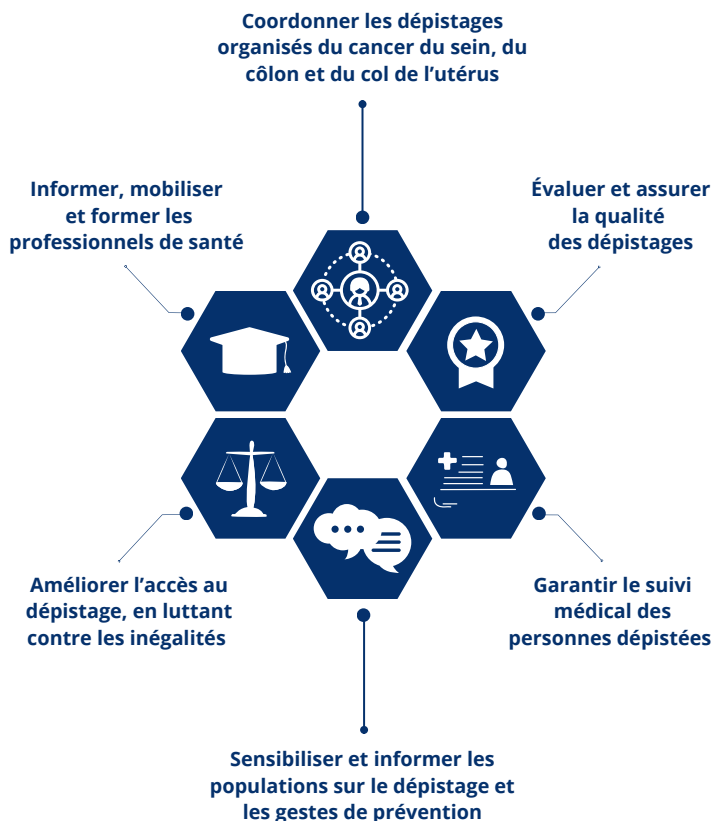 Coordonner les dépistages
organisés du cancer du sein, du
côlon et du col de l’utérus
Informer, mobiliser
et former les
professionnels de santé
Évaluer et assurer
la qualité
des dépistages
Améliorer l’accès au
dépistage, en luttant
contre les inégalités
Garantir le suivi
médical des
personnes dépistées
Sensibiliser et informer les
populations sur le dépistage et
les gestes de prévention